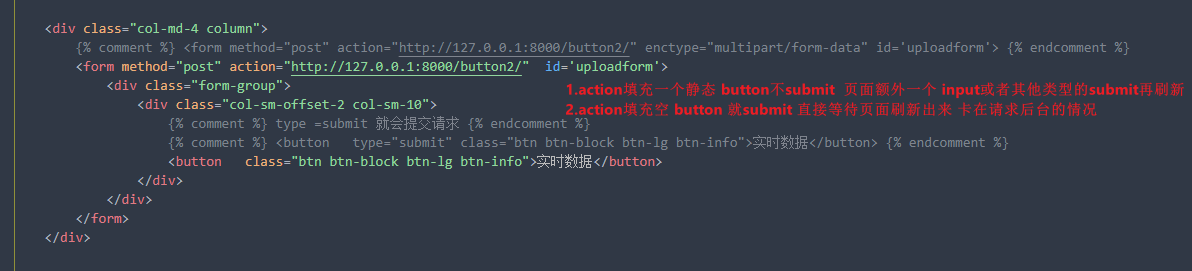 <div class="col-md-4 column">
{% comment %} <form method="post" action="http://127.0.0.1:8000/button2/" enctype="multipart/form-data" id='uploadform'> {% endcomment %}
<form method="post" action="http://127.0.0.1:8000/button2/"  id='uploadform'>
<div class="form-group">
1.action填充一个静态 button不submit  页面额外一个 input或者其他类型的submit再刷新
<div class="col-sm-offset-2 col-sm-10">
2.action填充空 button 就submit 直接等待页面刷新出来 卡在请求后台的情况
{% comment %} type =submit 就会提交请求 {% endcomment %}
{% comment %} <button   type="submit" class="btn btn-block btn-lg btn-info">实时数据</button> {% endcomment %}
<button   class="btn btn-block btn-lg btn-info">实时数据</button>
</div>
</div>
</form>
</div>